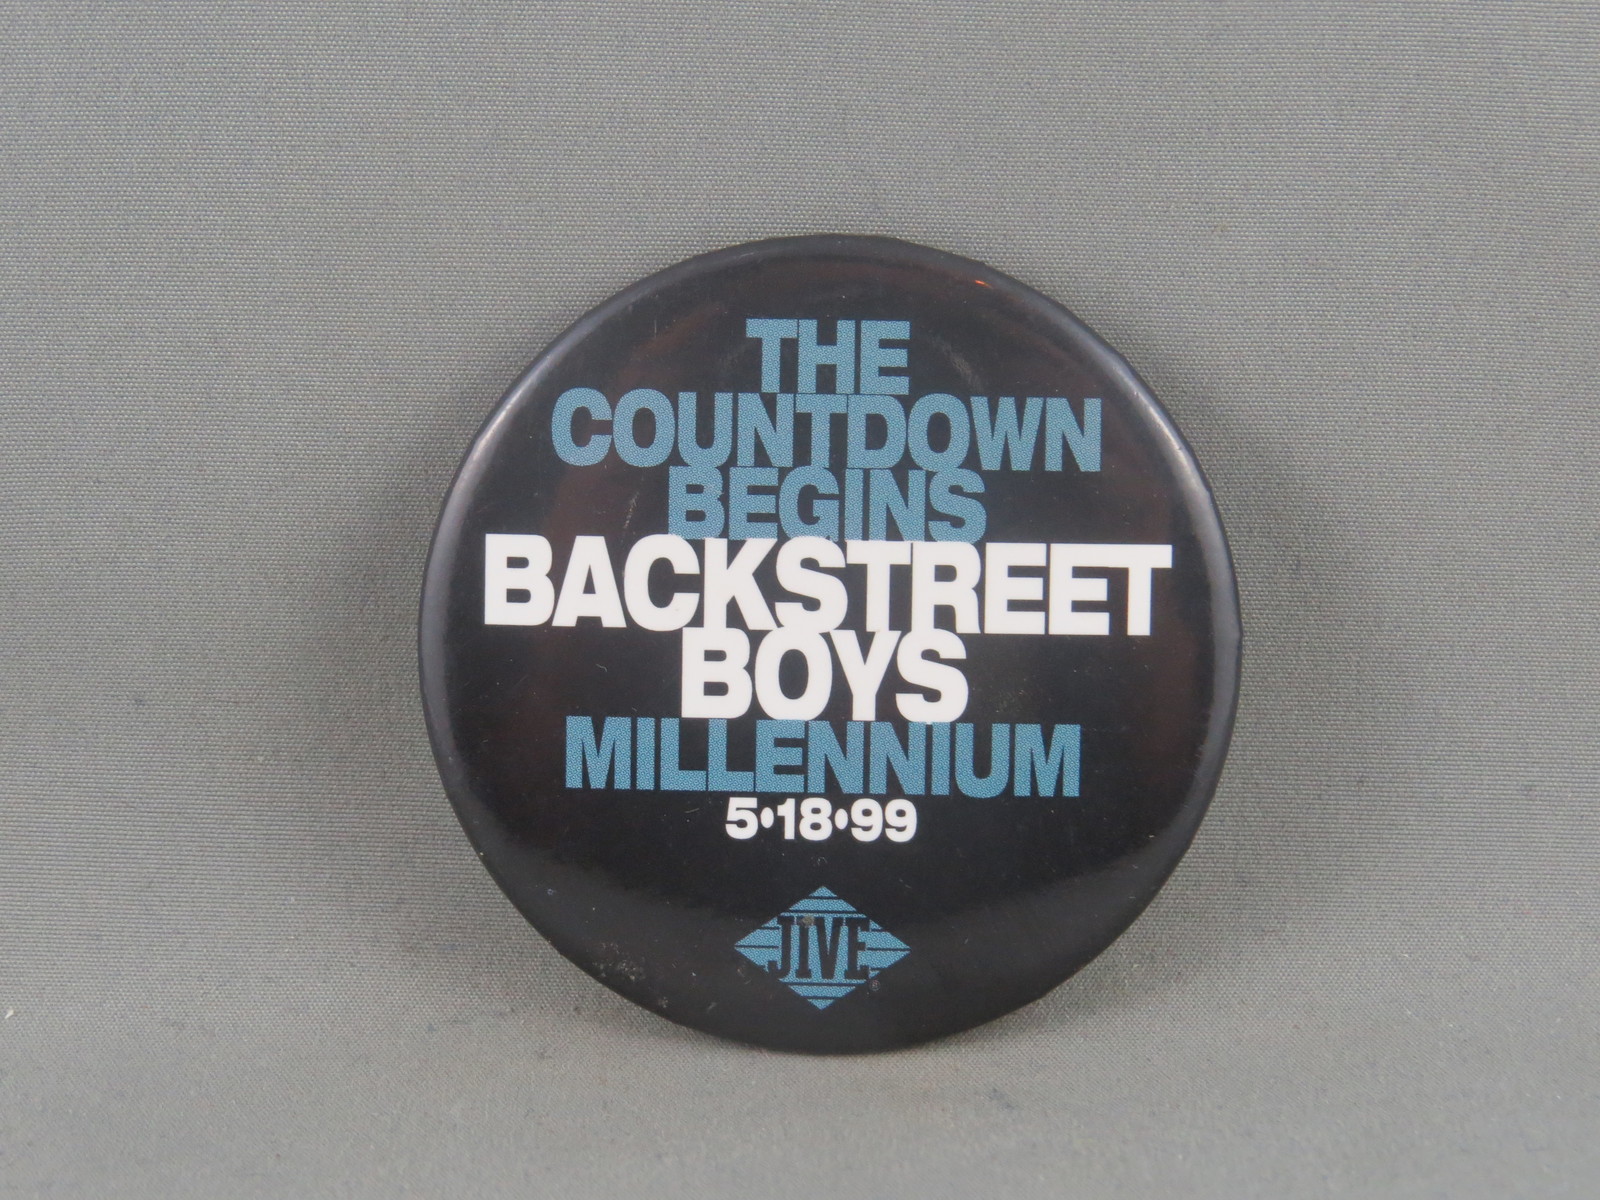 THE
COUNTDOWN
BEGINS
BACKSTREET
BOYS
MILLENNIUM
5•18•99
JIVE
®